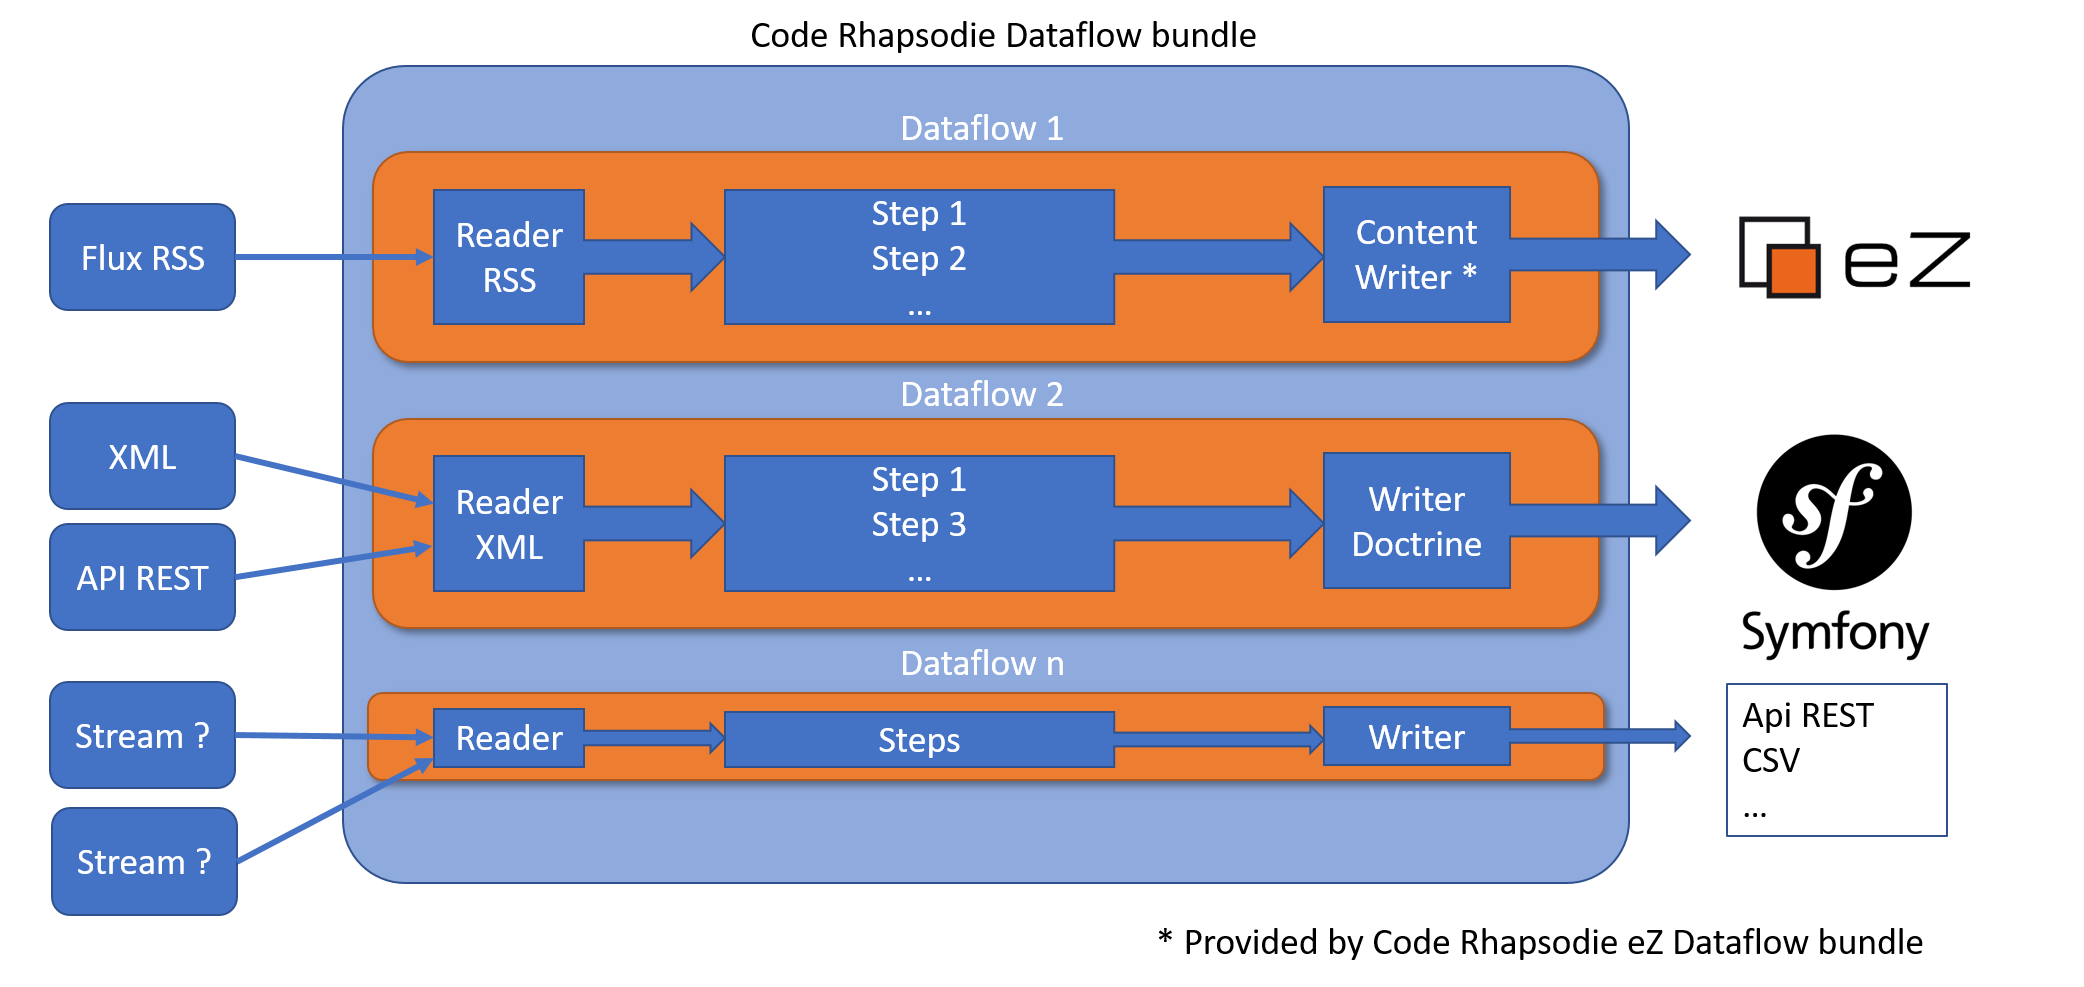 Code Rhapsodie Dataflow bundle
Dataflow 1
Flux RSS
Reader
RSS
Step 1
Step 2
...
Content
Writer *
eZ
Dataflow 2
XML
API REST
Reader
XML
Step 1
Step 3
...
Writer
Doctrine
sf
Symfony
Dataflow n
Stream ?
Stream ?
Reader
Steps
Writer
Api REST
CSV
...
* Provided by Code Rhapsodie eZ Dataflow bundle